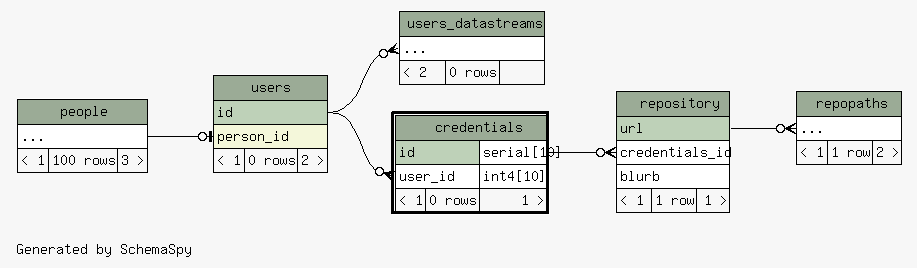 people
...
< 1 100 rows 3 >
users
id
person_id
< 1 0 rows 2 >
users_datastreams
...
< 2 0 rows
credentials
id serial[10]
user_id int4[10]
< 1 0 rows 1 >
repository
url
credentials_id
blurb
< 1 1 row 1 >
repopaths
...
< 1 1 row 2 >
Generated by SchemaSpy